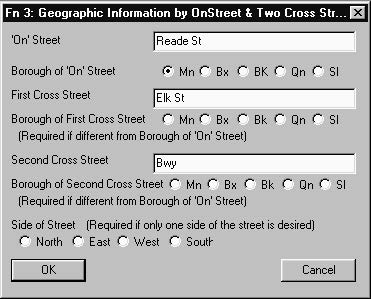 Fn 3: Geographic Information by OnStreet & Two Cross Str...
'On' Street Reade St
Borough of 'On' Street Mn Bx BK Qn SI
First Cross Street Elk St
Borough of First Cross Street Mn Bx Bk Qn SI
(Required if different from Borough of 'On' Street)
Second Cross Street Bwy
Borough of Second Cross Street Mn Bx Bk Qn SI
(Required if different from Borough of 'On' Street)
Side of Street (Required if only one side of the street is desired)
North East West South
OK Cancel